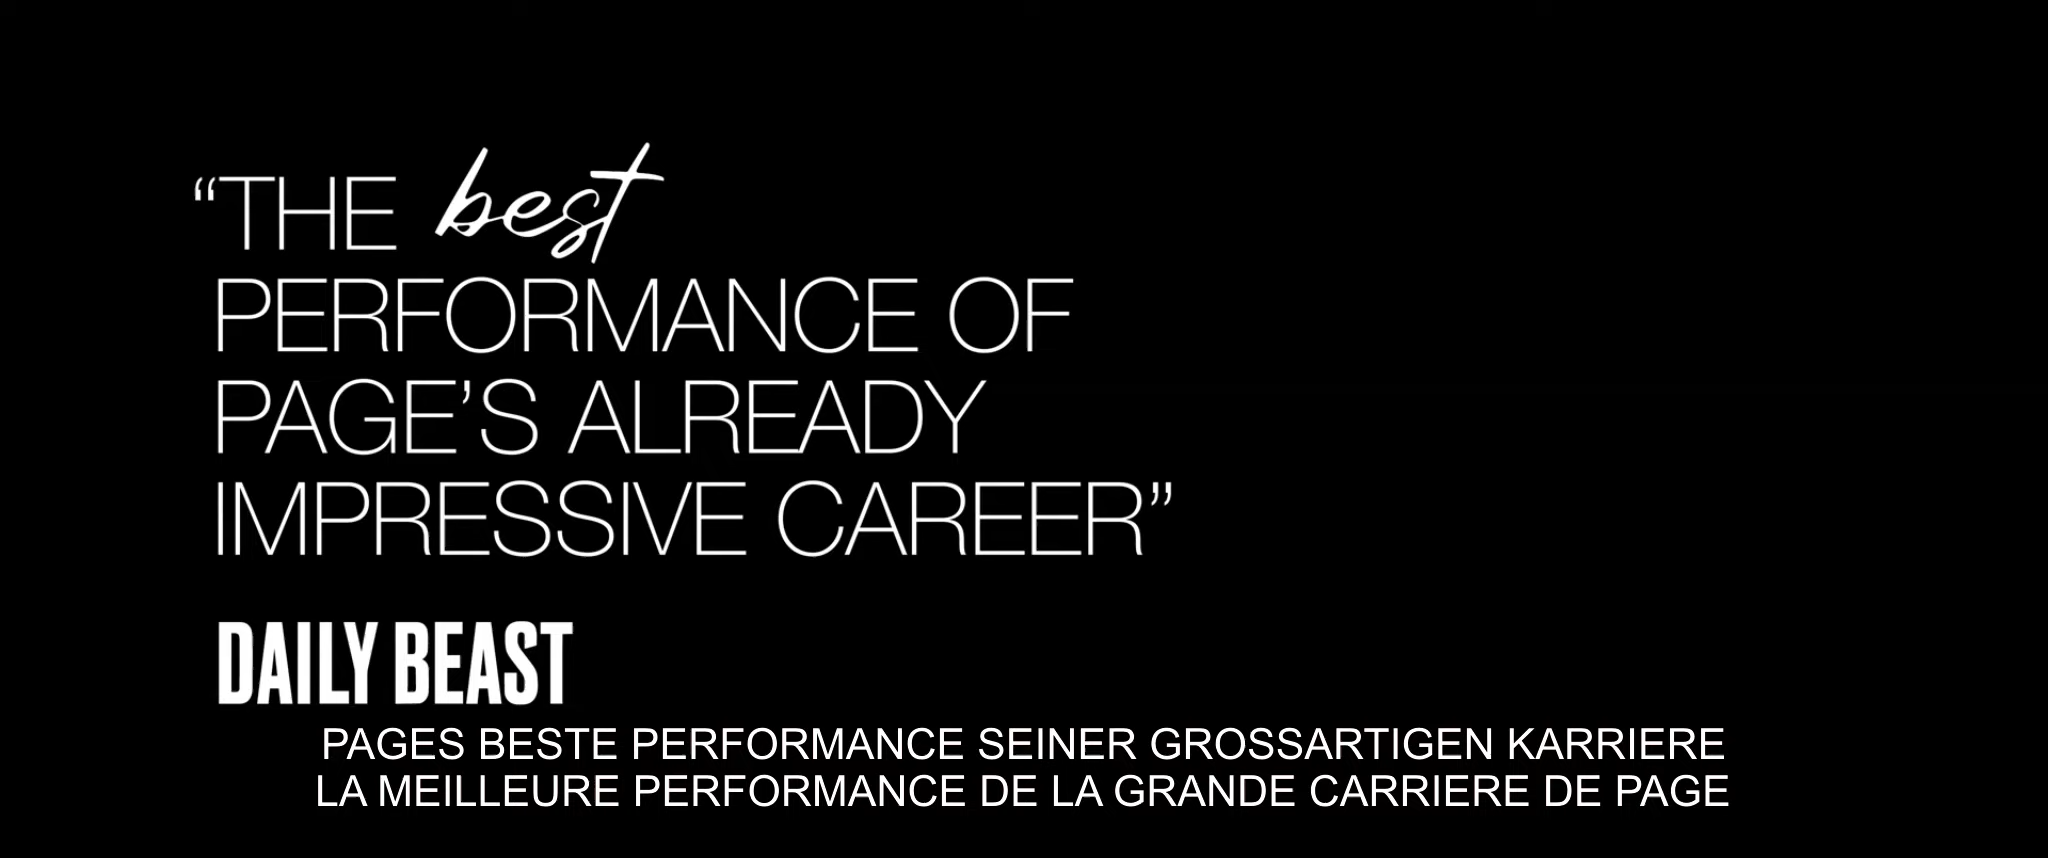 “THE best
PERFORMANCE OF
PAGE’S ALREADY
IMPRESSIVE CAREER”
DAILY BEAST
PAGES BESTE PERFORMANCE SEINER GROSSARTIGEN KARRIERE
LA MEILLEURE PERFORMANCE DE LA GRANDE CARRIERE DE PAGE